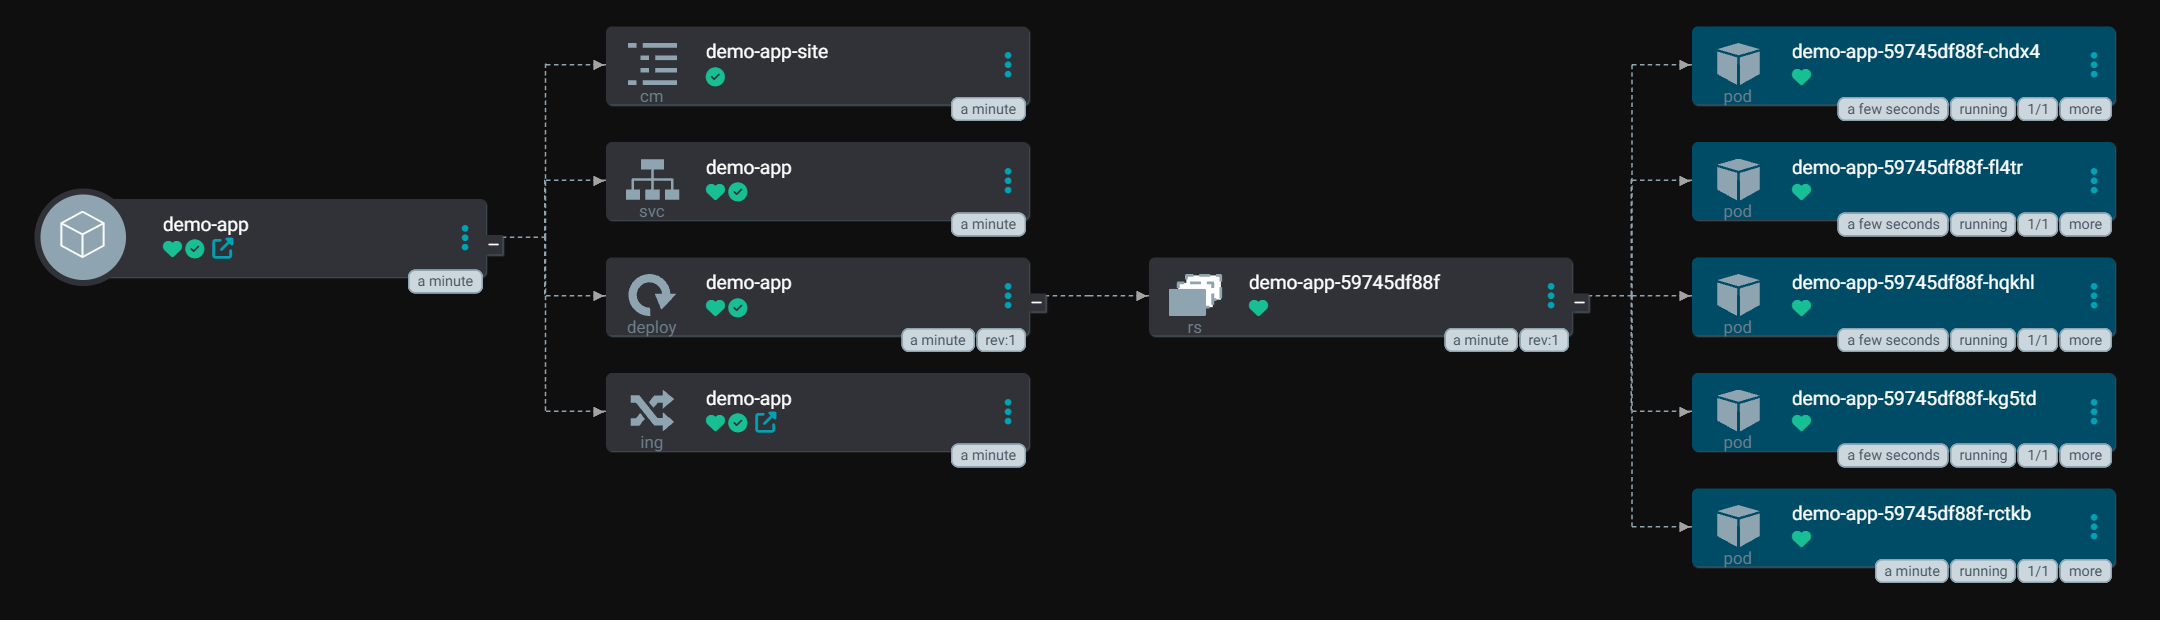 demo-app
a minute
demo-app-site
cm
a minute
demo-app
svc
a minute
demo-app
deploy
a minute rev:1
demo-app
ing
a minute
demo-app-59745df88f
rs
a minute rev:1
demo-app-59745df88f-chdx4
pod
a few seconds running 1/1 more
demo-app-59745df88f-fl4tr
pod
a few seconds running 1/1 more
demo-app-59745df88f-hqkhl
pod
a few seconds running 1/1 more
demo-app-59745df88f-kg5td
pod
a few seconds running 1/1 more
demo-app-59745df88f-rctkb
pod
a minute running 1/1 more